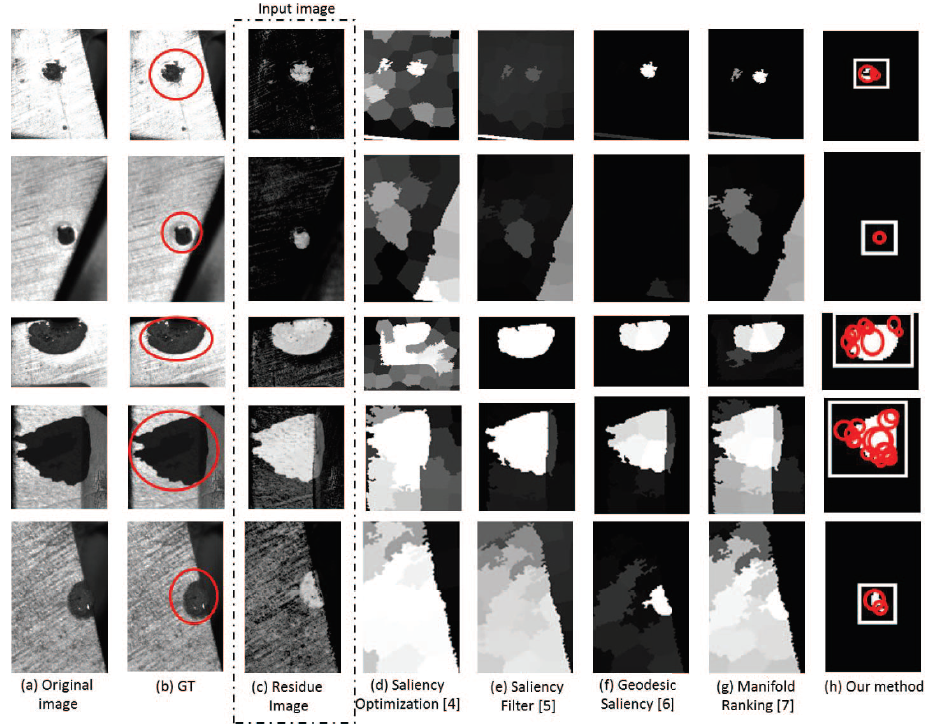 Input image
(a) Original
image
(b) GT
(c) Residue
Image
(d) Saliency
Optimization [4]
(e) Saliency
Filter [5]
(f) Geodesic
Saliency [6]
(g) Manifold
Ranking [7]
(h) Our method